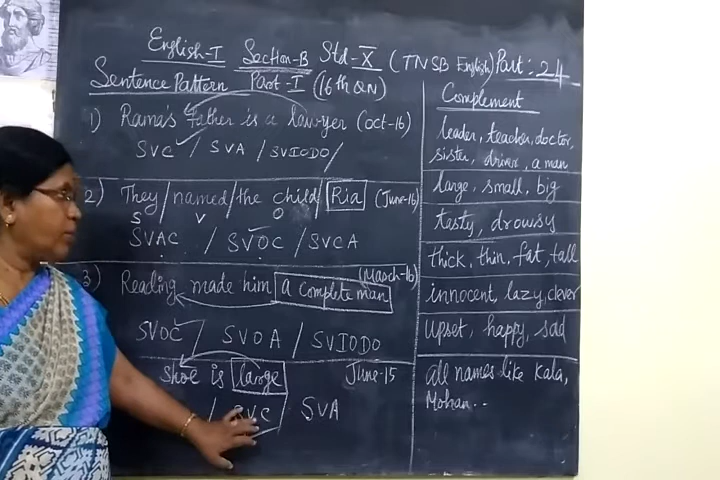 English-I Section-B Std-X (TNSB English) Part: 24
Sentence Pattern Part-I (16th QN)
1) Rama's Father is a lawyer (Oct-16)
SVC / SVA / SVIODO/
2) They/named/the child/Ria (June-16)
S V O
SVAC / SVOC / SVCA
3) Reading made him a complete man (March-16)
SVOC / SVOA / SVIODO
Shoe is large June-15
/ SVC SVA
Complement
leader, teacher, doctor,
sister, driver, a man
large, small, big
tasty, drowsy
thick, thin, fat, tall
innocent, lazy, clever
upset, happy, sad
all names like Kala,
Mohan..